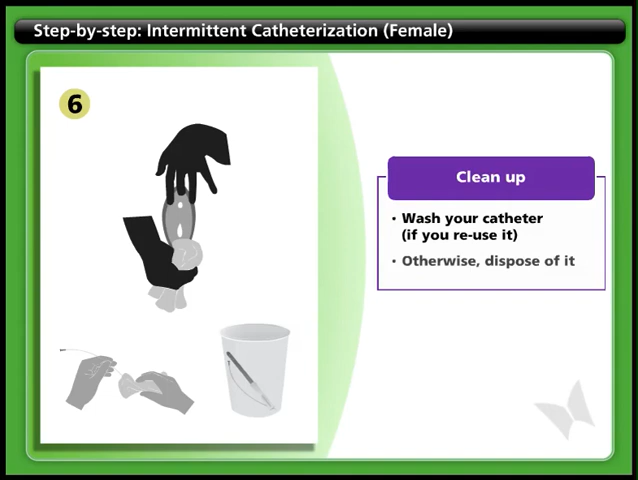 Step-by-step: Intermittent Catheterization (Female)
6
Clean up
• Wash your catheter
(if you re-use it)
• Otherwise, dispose of it